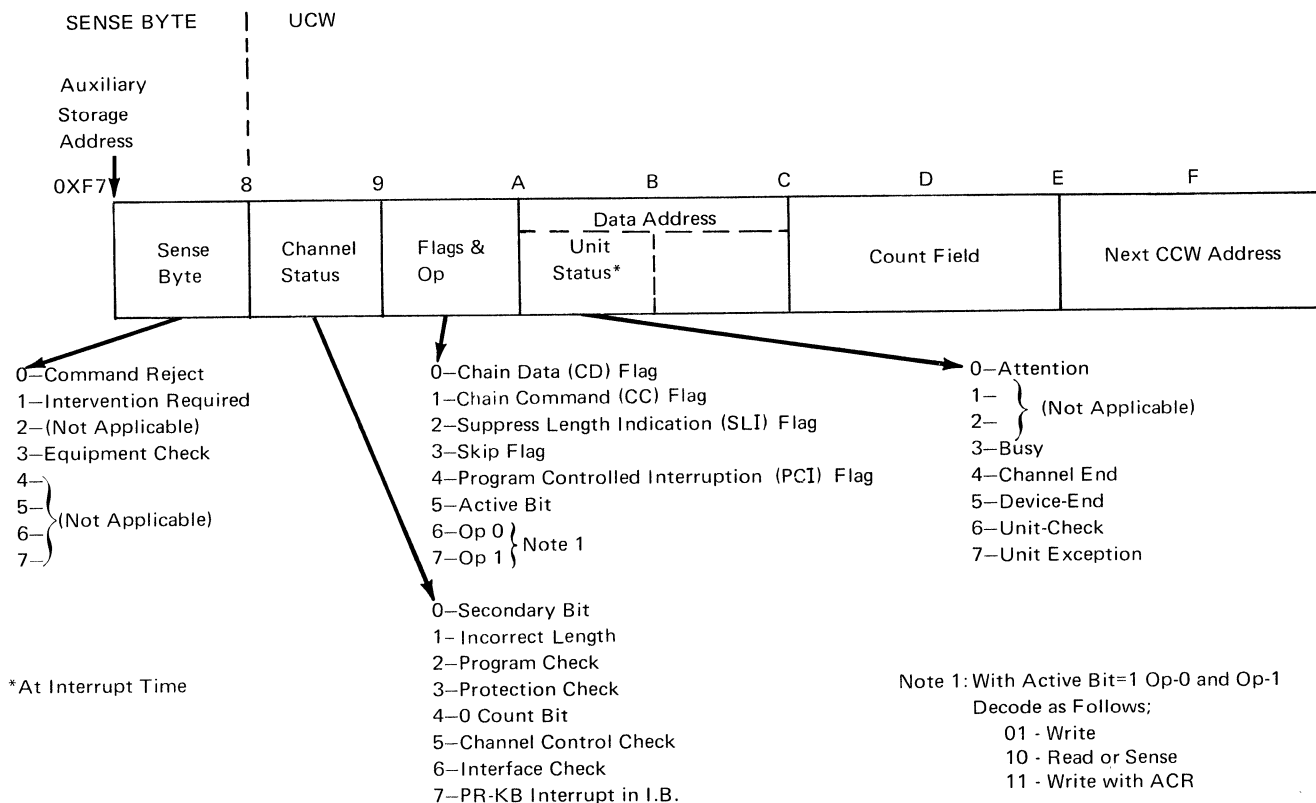 SENSE BYTE UCW
Auxiliary
Storage
Address
0XF7 8 9 A B C D E F
Data Address
Sense
Byte
Channel
Status
Flags &
Op
Unit
Status*
Count Field
Next CCW Address
0—Command Reject
1—Intervention Required
2—(Not Applicable)
3—Equipment Check
4—
5—
6—
7—
(Not Applicable)
0—Chain Data (CD) Flag
1—Chain Command (CC) Flag
2—Suppress Length Indication (SLI) Flag
3—Skip Flag
4—Program Controlled Interruption (PCI) Flag
5—Active Bit
6—Op 0
7—Op 1
Note 1
0—Attention
1-
2-
(Not Applicable)
3—Busy
4—Channel End
5—Device-End
6—Unit-Check
7—Unit Exception
0—Secondary Bit
1- Incorrect Length
2—Program Check
3—Protection Check
4—0 Count Bit
5—Channel Control Check
6—Interface Check
7—PR-KB Interrupt in I.B.
*At Interrupt Time
Note 1: With Active Bit=1 Op-0 and Op-1
Decode as Follows;
01 - Write
10 - Read or Sense
11 - Write with ACR